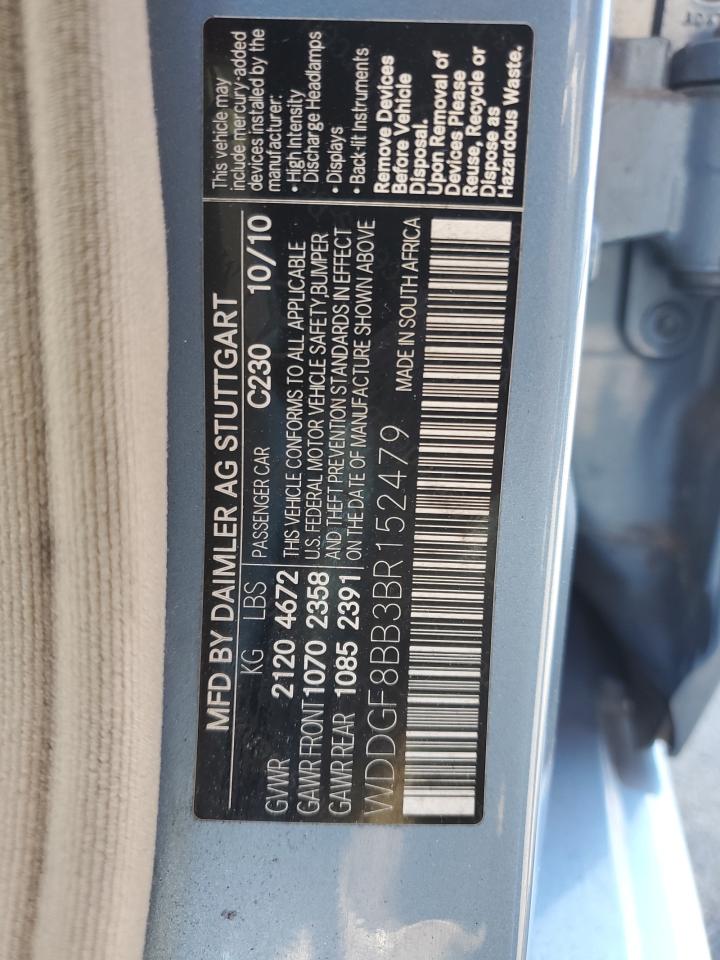 MFD BY DAIMLER AG STUTTGART
KG LBS PASSENGER CAR C230 10/10
GVWR 2120 4672
GAWR FRONT 1070 2358
GAWR REAR 1085 2391
THIS VEHICLE CONFORMS TO ALL APPLICABLE
U.S. FEDERAL MOTOR VEHICLE SAFETY, BUMPER
AND THEFT PREVENTION STANDARDS IN EFFECT
ON THE DATE OF MANUFACTURE SHOWN ABOVE
WDDGF8BB3BR152479 MADE IN SOUTH AFRICA
This vehicle may
include mercury-added
devices installed by the
manufacturer:
• High Intensity
Discharge Headlamps
• Displays
• Back-lit Instruments
Remove Devices
Before Vehicle
Disposal.
Upon Removal of
Devices Please
Reuse, Recycle or
Dispose as
Hazardous Waste.